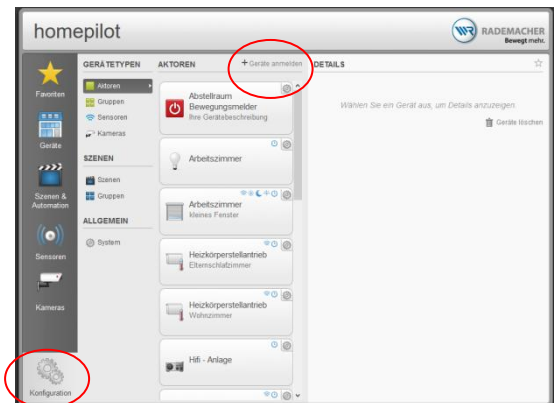 homepilot
RADEMACHER
Bewegt mehr.
Favoriten
Geräte
Szenen &
Automation
Sensoren
Kameras
Konfiguration
GERÄTETYPEN
Aktoren
Gruppen
Sensoren
Kameras
SZENEN
Szenen
Gruppen
ALLGEMEIN
System
AKTOREN
+ Geräte anmelden
Abstellraum
Bewegungsmelder
Ihre Gerätebeschreibung
Arbeitszimmer
Arbeitszimmer
kleines Fenster
Heizkörperstellantrieb
Elternschlafzimmer
Heizkörperstellantrieb
Wohnzimmer
Hifi - Anlage
DETAILS
Wählen Sie ein Gerät aus, um Details anzuzeigen.
Geräte löschen